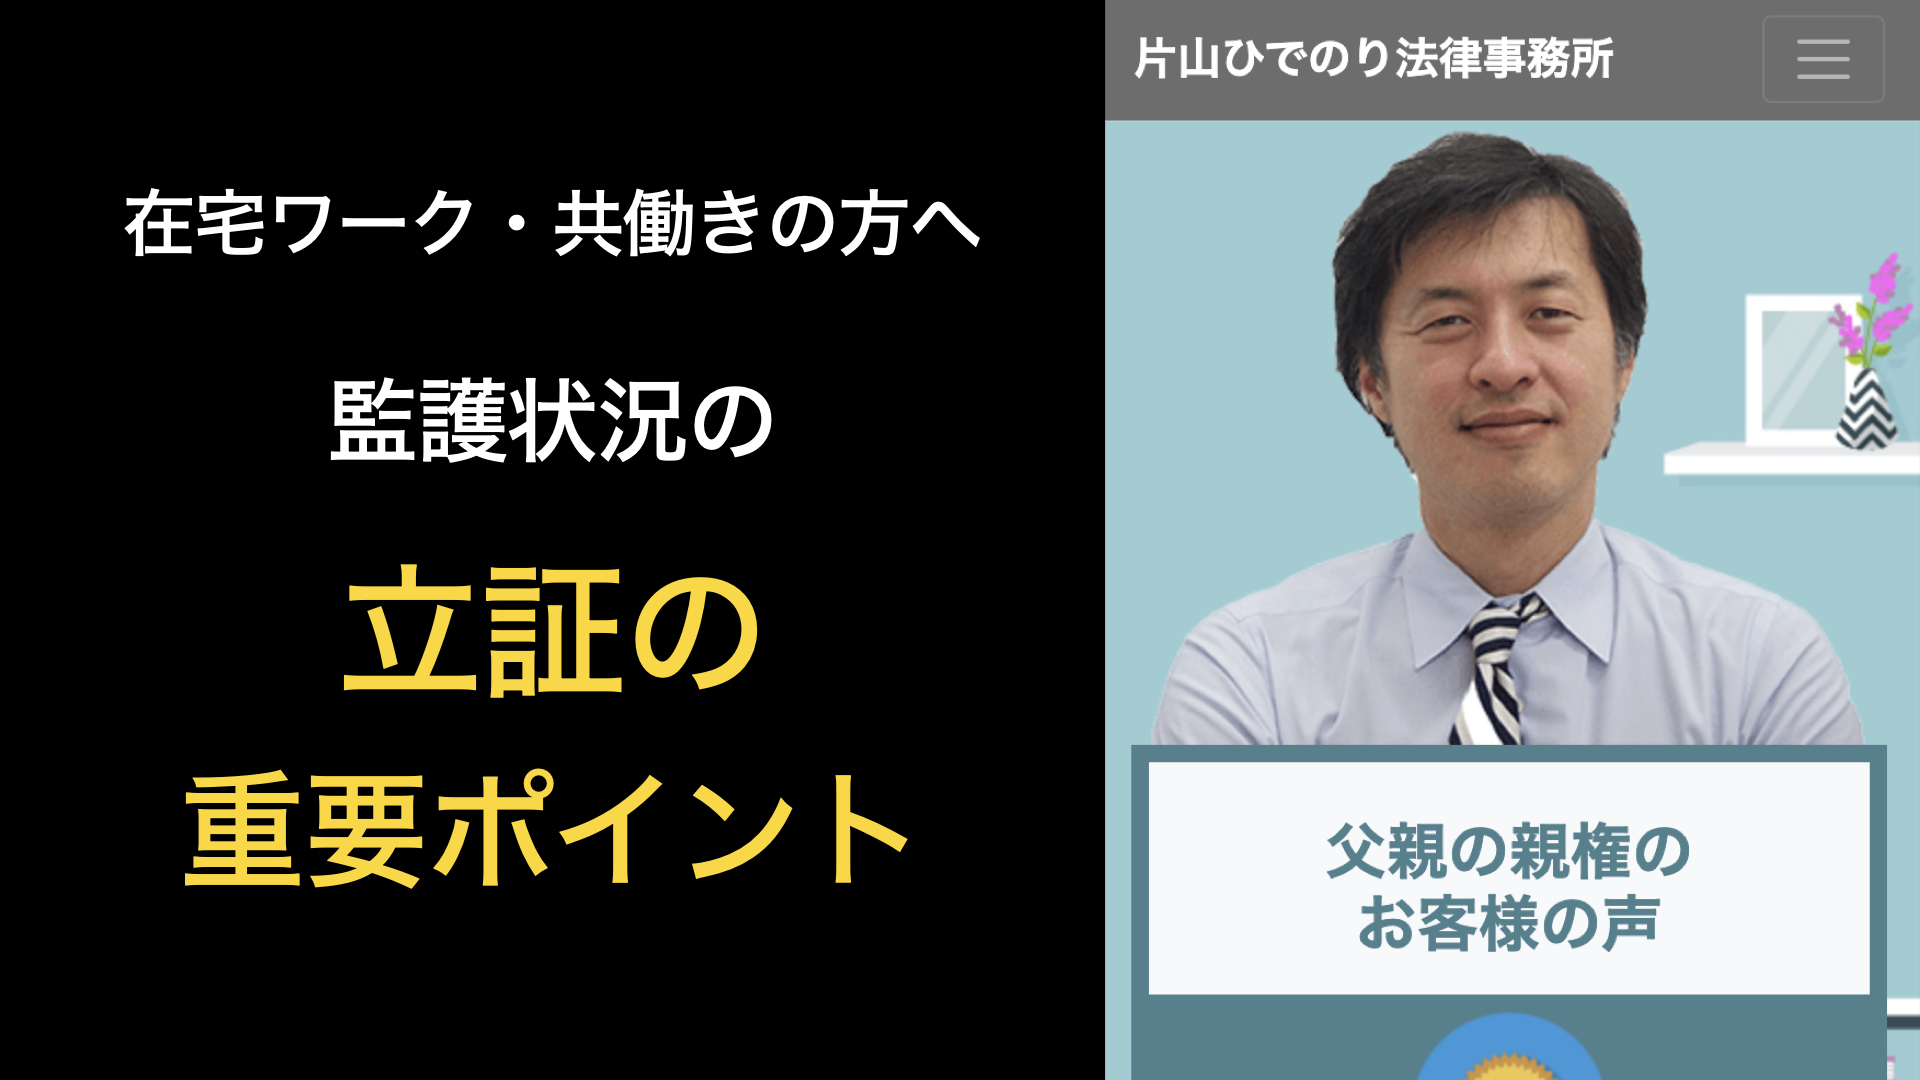 在宅ワーク・共働きの方へ
監護状況の
立証の
重要ポイント
片山ひでのり法律事務所
父親の親権の
お客様の声